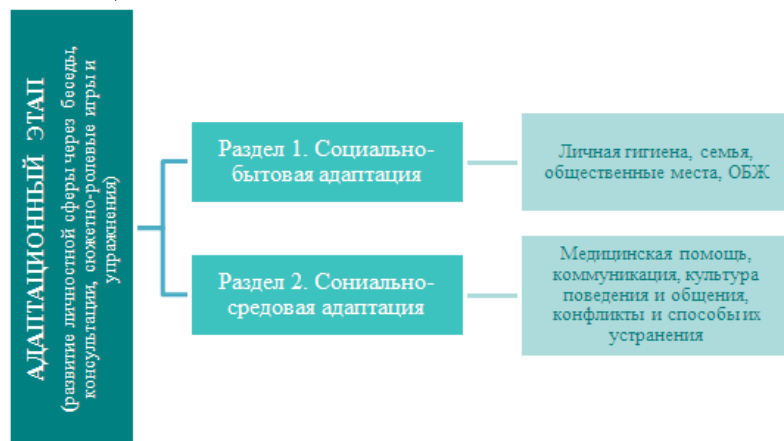 АДАПТАЦИОННЫЙ ЭТАП
(развитие личностной сферы через беседы,
консультации, сюжетно-ролевые игры и
упражнения)
Раздел 1. Социально-
бытовая адаптация
Личная гигиена, семья,
общественные места, ОБЖ
Раздел 2. Сониально-
средовая адаптация
Медицинская помощь,
коммуникация, культура
поведения и общения,
конфликты и способы их
устранения